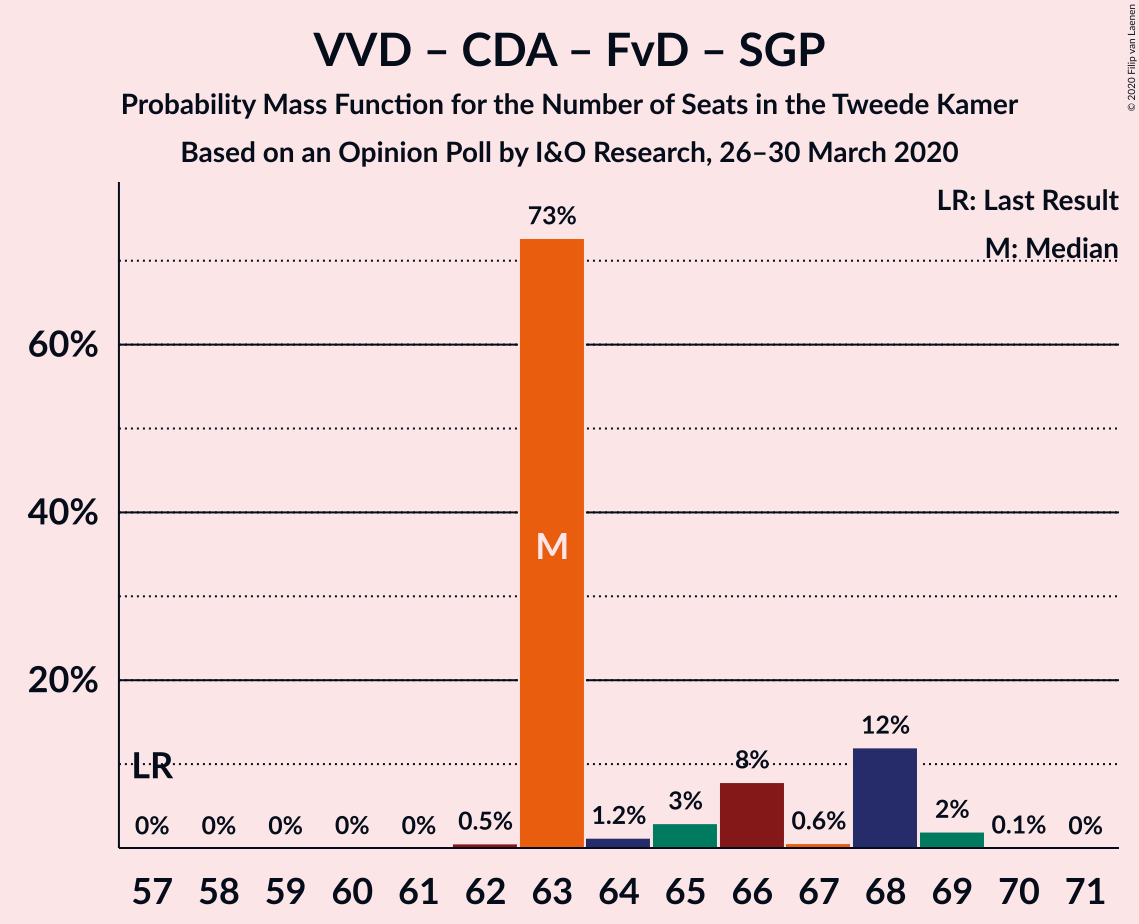 VVD – CDA – FvD – SGP
Probability Mass Function for the Number of Seats in the Tweede Kamer
Based on an Opinion Poll by I&O Research, 26–30 March 2020
© 2020 Filip van Laenen
LR: Last Result
M: Median
73%
60%
40%
M
20%
12%
LR
8%
3%
2%
0% 0% 0% 0% 0% 0.5% 1.2% 0.6% 0.1% 0%
57 58 59 60 61 62 63 64 65 66 67 68 69 70 71